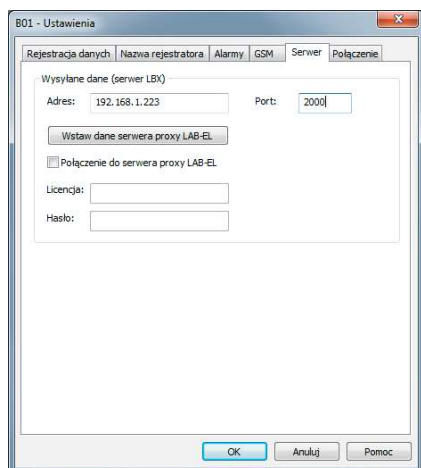 B01 - Ustawienia
Rejestracja danych Nazwa rejestratora Alarmy GSM Serwer Połączenie
Wysyłane dane (serwer LBX)
Adres: 192.168.1.223 Port: 2000
Wstaw dane serwera proxy LAB-EL
Połączenie do serwera proxy LAB-EL
Licencja:
Hasło:
OK Anuluj Pomoc